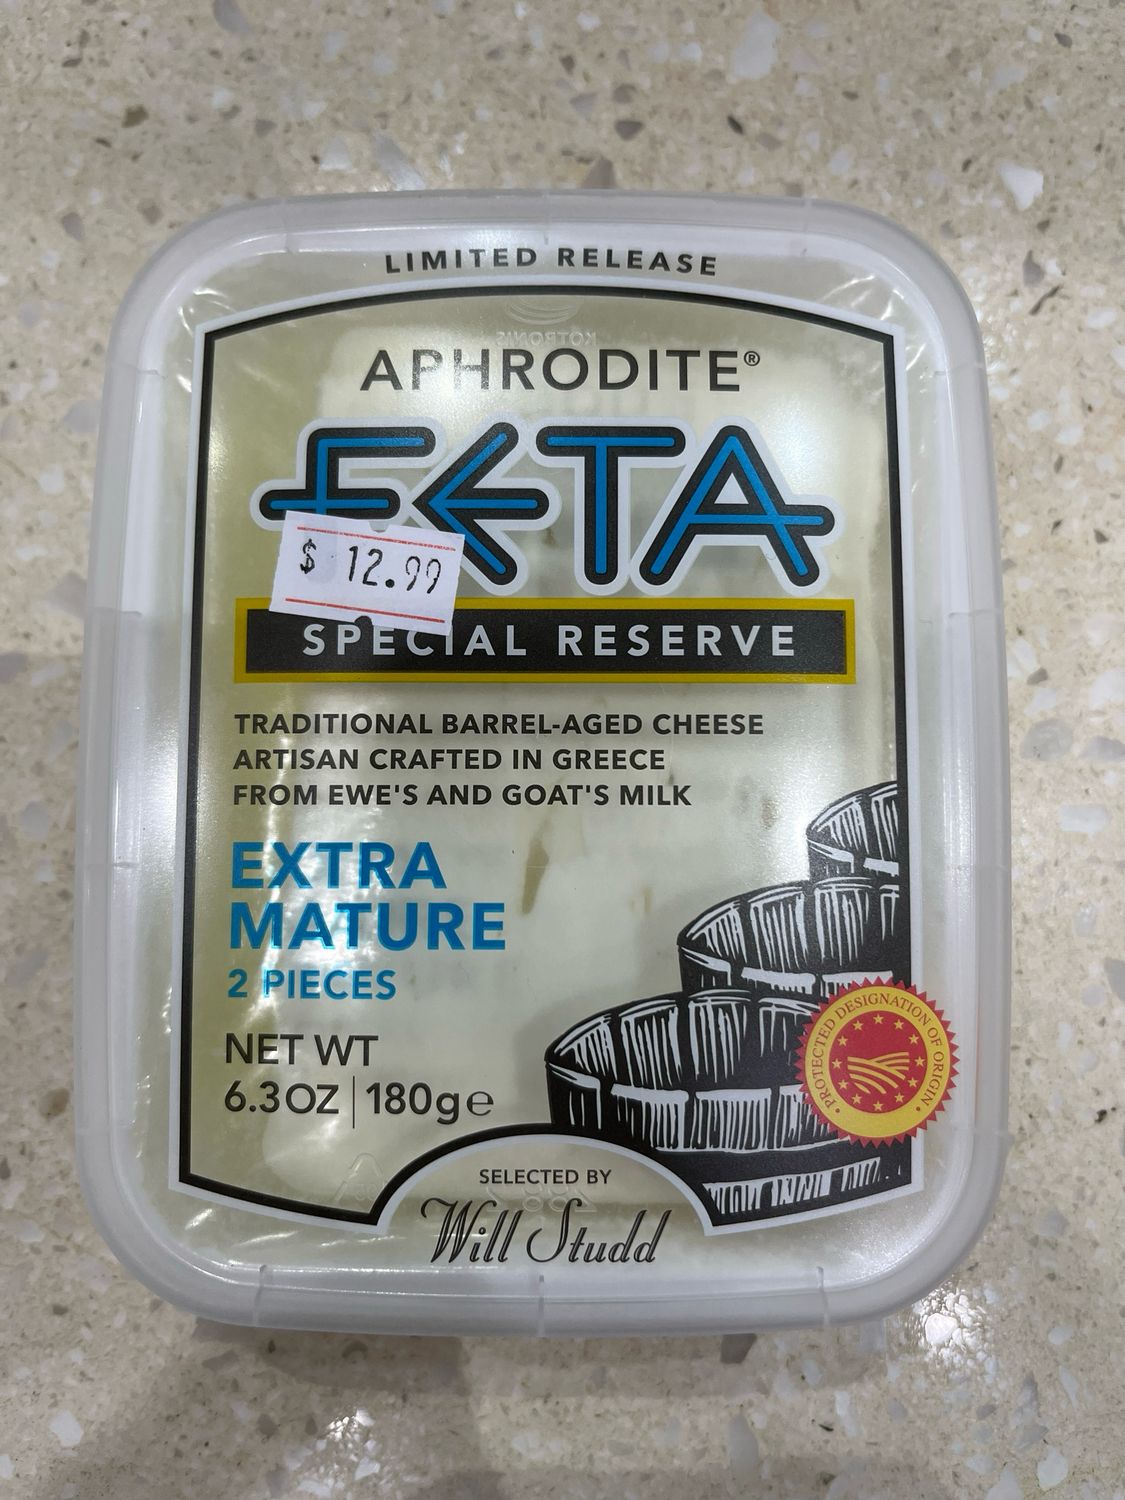 LIMITED RELEASE
KOTRONIS
APHRODITE®
FETA
$ 12.99
SPECIAL RESERVE
TRADITIONAL BARREL-AGED CHEESE
ARTISAN CRAFTED IN GREECE
FROM EWE'S AND GOAT'S MILK
EXTRA
MATURE
2 PIECES
NET WT
6.3OZ | 180g℮
PROTECTED DESIGNATION OF ORIGIN
SELECTED BY
Will Studd